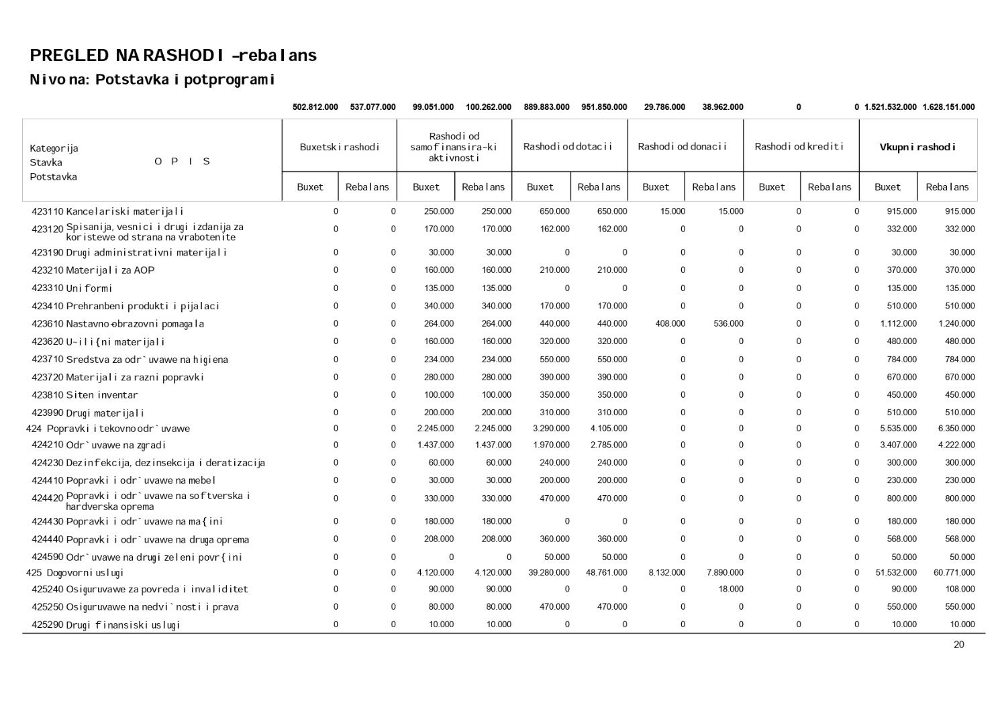 PREGLED NA RASHODI -rebalans
Nivo na: Potstavka i potprogrami
502.812.000 537.077.000 99.051.000 100.262.000 889.883.000 951.850.000 29.786.000 38.962.000 0 0 1.521.532.000 1.628.151.000
Kategorija
Stavka
Potstavka
O P I S
Buxetski rashodi
Rashodi od
samofinansira~ki
aktivnosti
Rashodi od dotacii
Rashodi od donacii
Rashodi od krediti
Vkupni rashodi
Buxet Rebalans Buxet Rebalans Buxet Rebalans Buxet Rebalans Buxet Rebalans Buxet Rebalans
423110 Kancelariski materijali 0 0 250.000 250.000 650.000 650.000 15.000 15.000 0 0 915.000 915.000
423120 Spisanija, vesnici i drugi izdanija za
koristewe od strana na vrabotenite 0 0 170.000 170.000 162.000 162.000 0 0 0 0 332.000 332.000
423190 Drugi administrativni materijali 0 0 30.000 30.000 0 0 0 0 0 0 30.000 30.000
423210 Materijali za AOP 0 0 160.000 160.000 210.000 210.000 0 0 0 0 370.000 370.000
423310 Uniformi 0 0 135.000 135.000 0 0 0 0 0 0 135.000 135.000
423410 Prehranbeni produkti i pijalaci 0 0 340.000 340.000 170.000 170.000 0 0 0 0 510.000 510.000
423610 Nastavno-obrazovni pomagala 0 0 264.000 264.000 440.000 440.000 408.000 536.000 0 0 1.112.000 1.240.000
423620 U~ili{ni materijali 0 0 160.000 160.000 320.000 320.000 0 0 0 0 480.000 480.000
423710 Sredstva za odr`uvawe na higiena 0 0 234.000 234.000 550.000 550.000 0 0 0 0 784.000 784.000
423720 Materijali za razni popravki 0 0 280.000 280.000 390.000 390.000 0 0 0 0 670.000 670.000
423810 Siten inventar 0 0 100.000 100.000 350.000 350.000 0 0 0 0 450.000 450.000
423990 Drugi materijali 0 0 200.000 200.000 310.000 310.000 0 0 0 0 510.000 510.000
424 Popravki i tekovno odr`uvawe 0 0 2.245.000 2.245.000 3.290.000 4.105.000 0 0 0 0 5.535.000 6.350.000
424210 Odr`uvawe na zgradi 0 0 1.437.000 1.437.000 1.970.000 2.785.000 0 0 0 0 3.407.000 4.222.000
424230 Dezinfekcija, dezinsekcija i deratizacija 0 0 60.000 60.000 240.000 240.000 0 0 0 0 300.000 300.000
424410 Popravki i odr`uvawe na mebel 0 0 30.000 30.000 200.000 200.000 0 0 0 0 230.000 230.000
424420 Popravki i odr`uvawe na softverska i
hardverska oprema 0 0 330.000 330.000 470.000 470.000 0 0 0 0 800.000 800.000
424430 Popravki i odr`uvawe na ma{ini 0 0 180.000 180.000 0 0 0 0 0 0 180.000 180.000
424440 Popravki i odr`uvawe na druga oprema 0 0 208.000 208.000 360.000 360.000 0 0 0 0 568.000 568.000
424590 Odr`uvawe na drugi zeleni povr{ini 0 0 0 0 50.000 50.000 0 0 0 0 50.000 50.000
425 Dogovorni uslugi 0 0 4.120.000 4.120.000 39.280.000 48.761.000 8.132.000 7.890.000 0 0 51.532.000 60.771.000
425240 Osiguruvawe za povreda i invaliditet 0 0 90.000 90.000 0 0 0 18.000 0 0 90.000 108.000
425250 Osiguruvawe na nedvi`nosti i prava 0 0 80.000 80.000 470.000 470.000 0 0 0 0 550.000 550.000
425290 Drugi finansiski uslugi 0 0 10.000 10.000 0 0 0 0 0 0 10.000 10.000
20